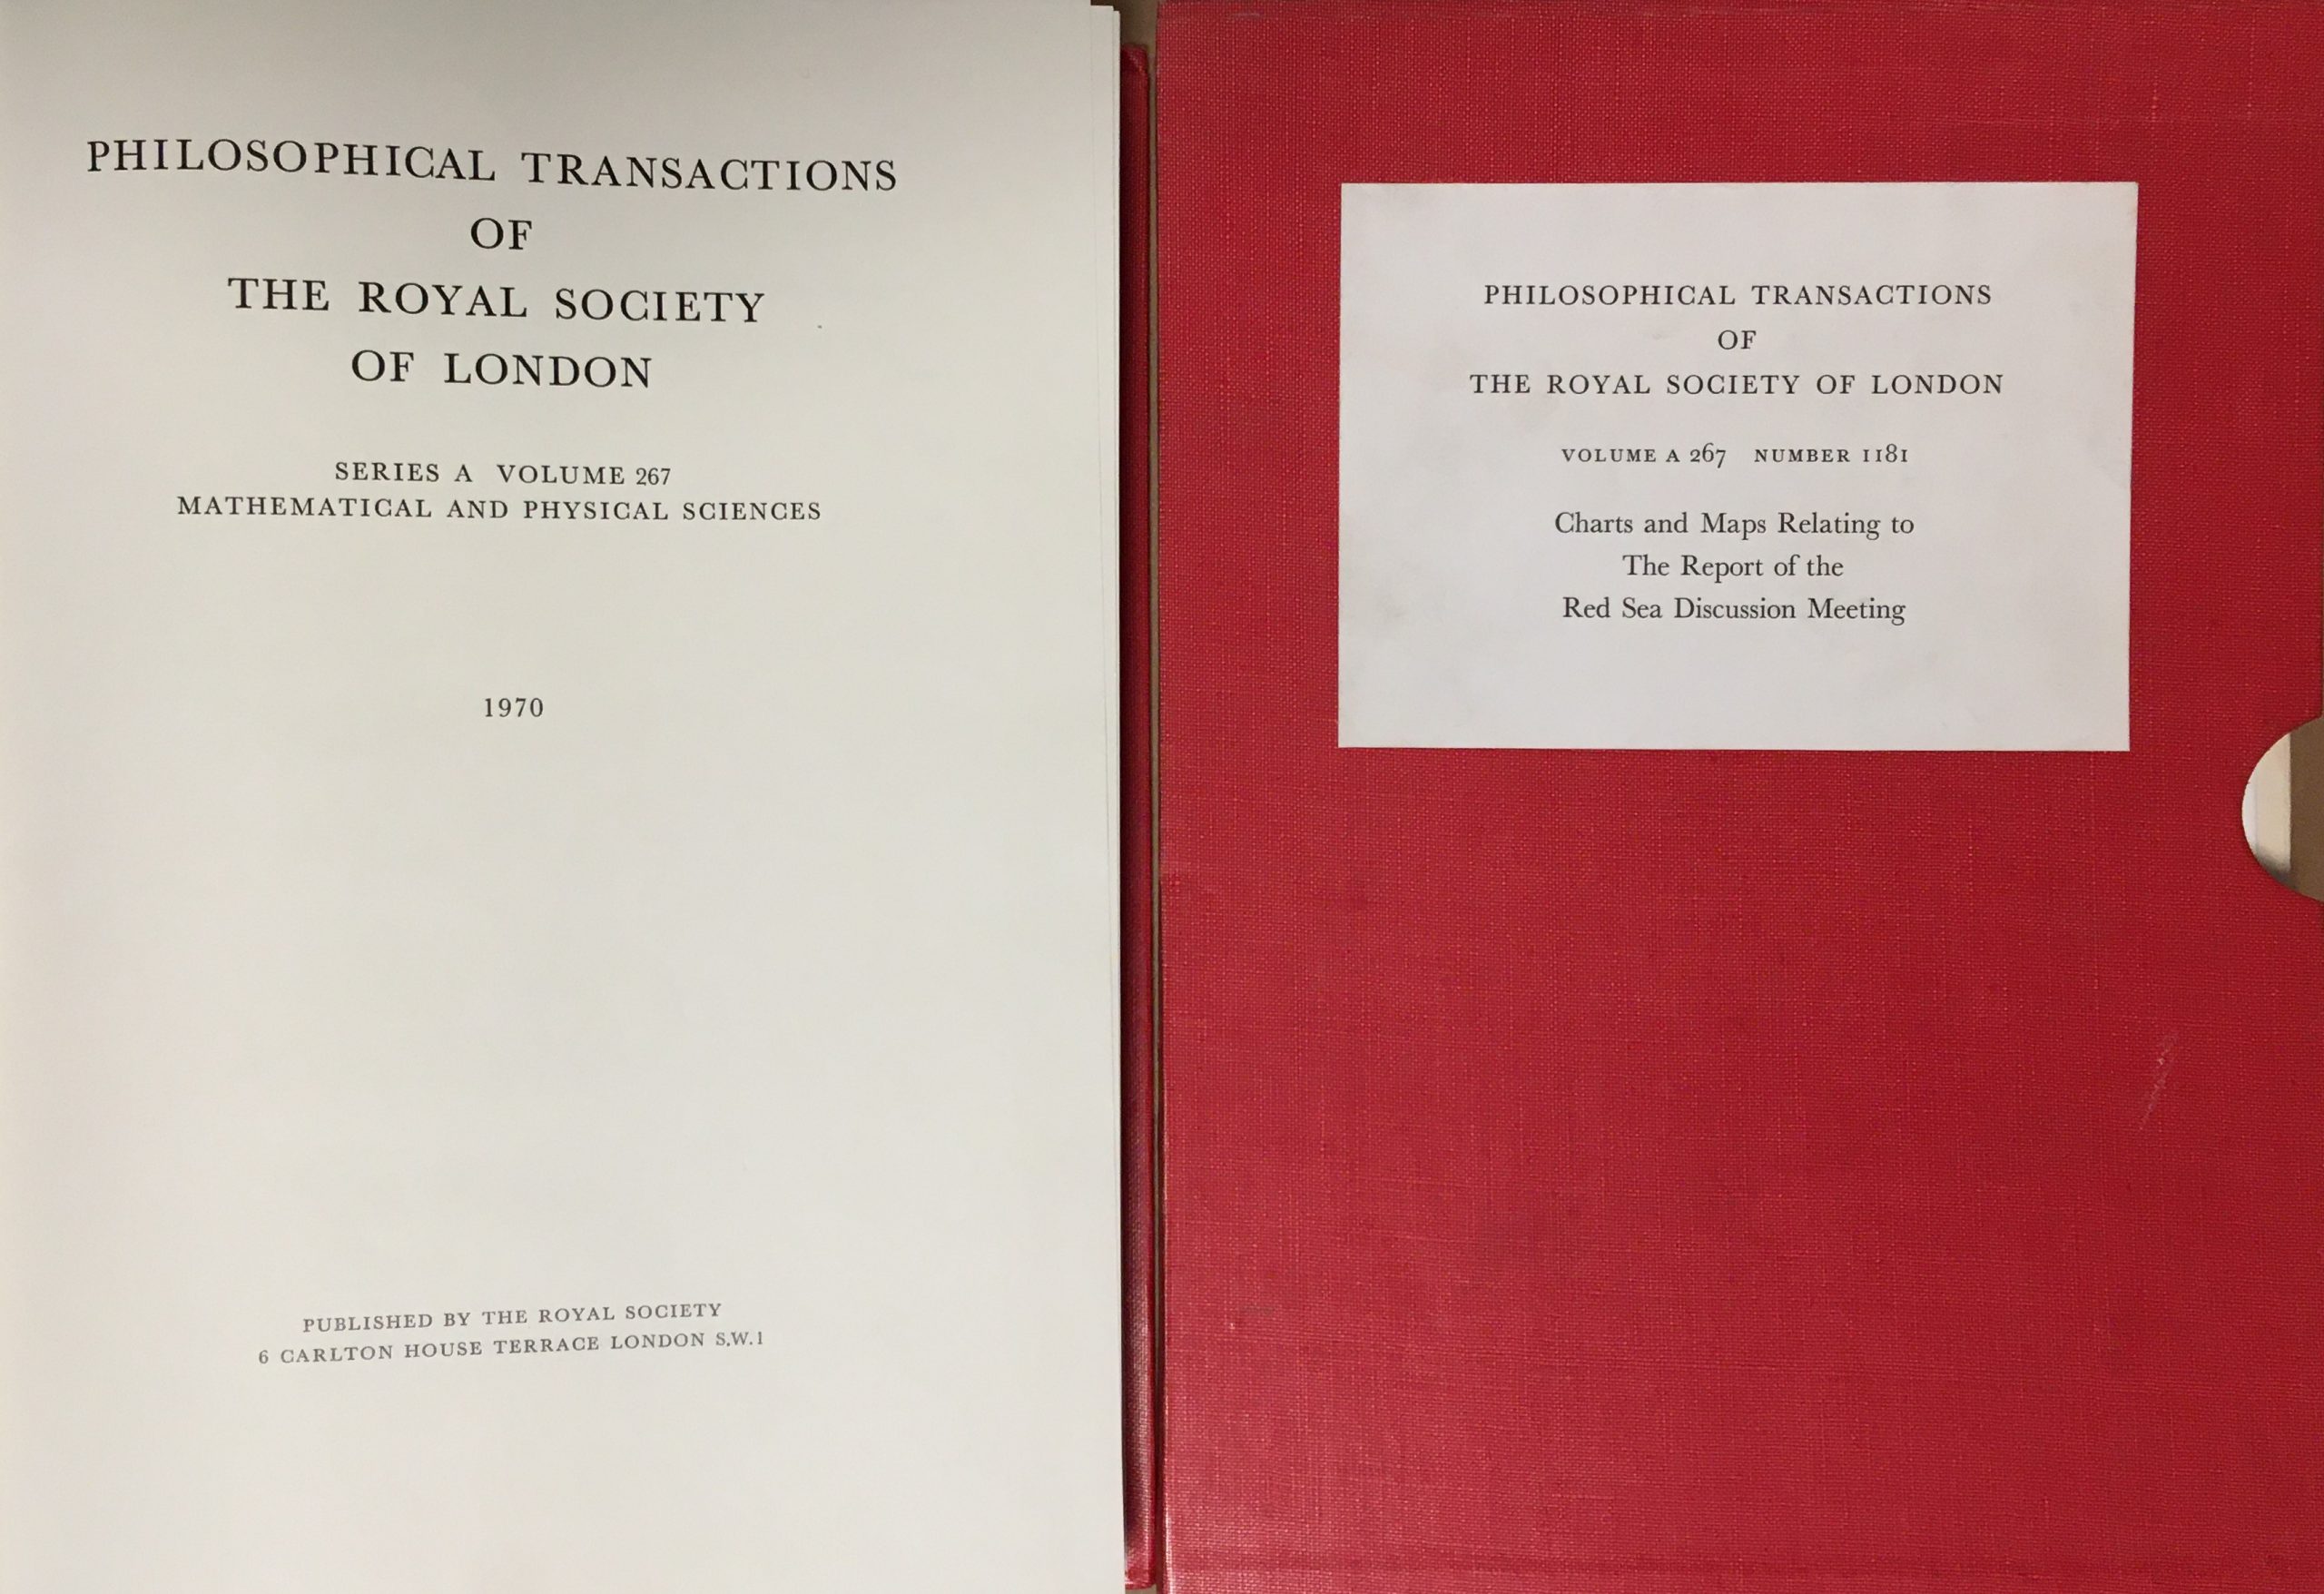 PHILOSOPHICAL TRANSACTIONS
OF
THE ROYAL SOCIETY
OF LONDON
SERIES A VOLUME 267
MATHEMATICAL AND PHYSICAL SCIENCES
1970
PUBLISHED BY THE ROYAL SOCIETY
6 CARLTON HOUSE TERRACE LONDON S.W.1
PHILOSOPHICAL TRANSACTIONS
OF
THE ROYAL SOCIETY OF LONDON
VOLUME A 267 NUMBER 1181
Charts and Maps Relating to
The Report of the
Red Sea Discussion Meeting